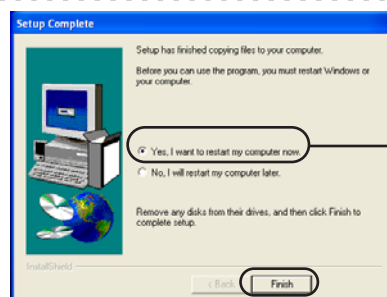 Setup Complete
Setup has finished copying files to your computer.
Before you can use the program, you must restart Windows or
your computer.
Yes, I want to restart my computer now.
No, I will restart my computer later.
Remove any disks from their drives, and then click Finish to
complete setup.
InstallShield
< Back
Finish